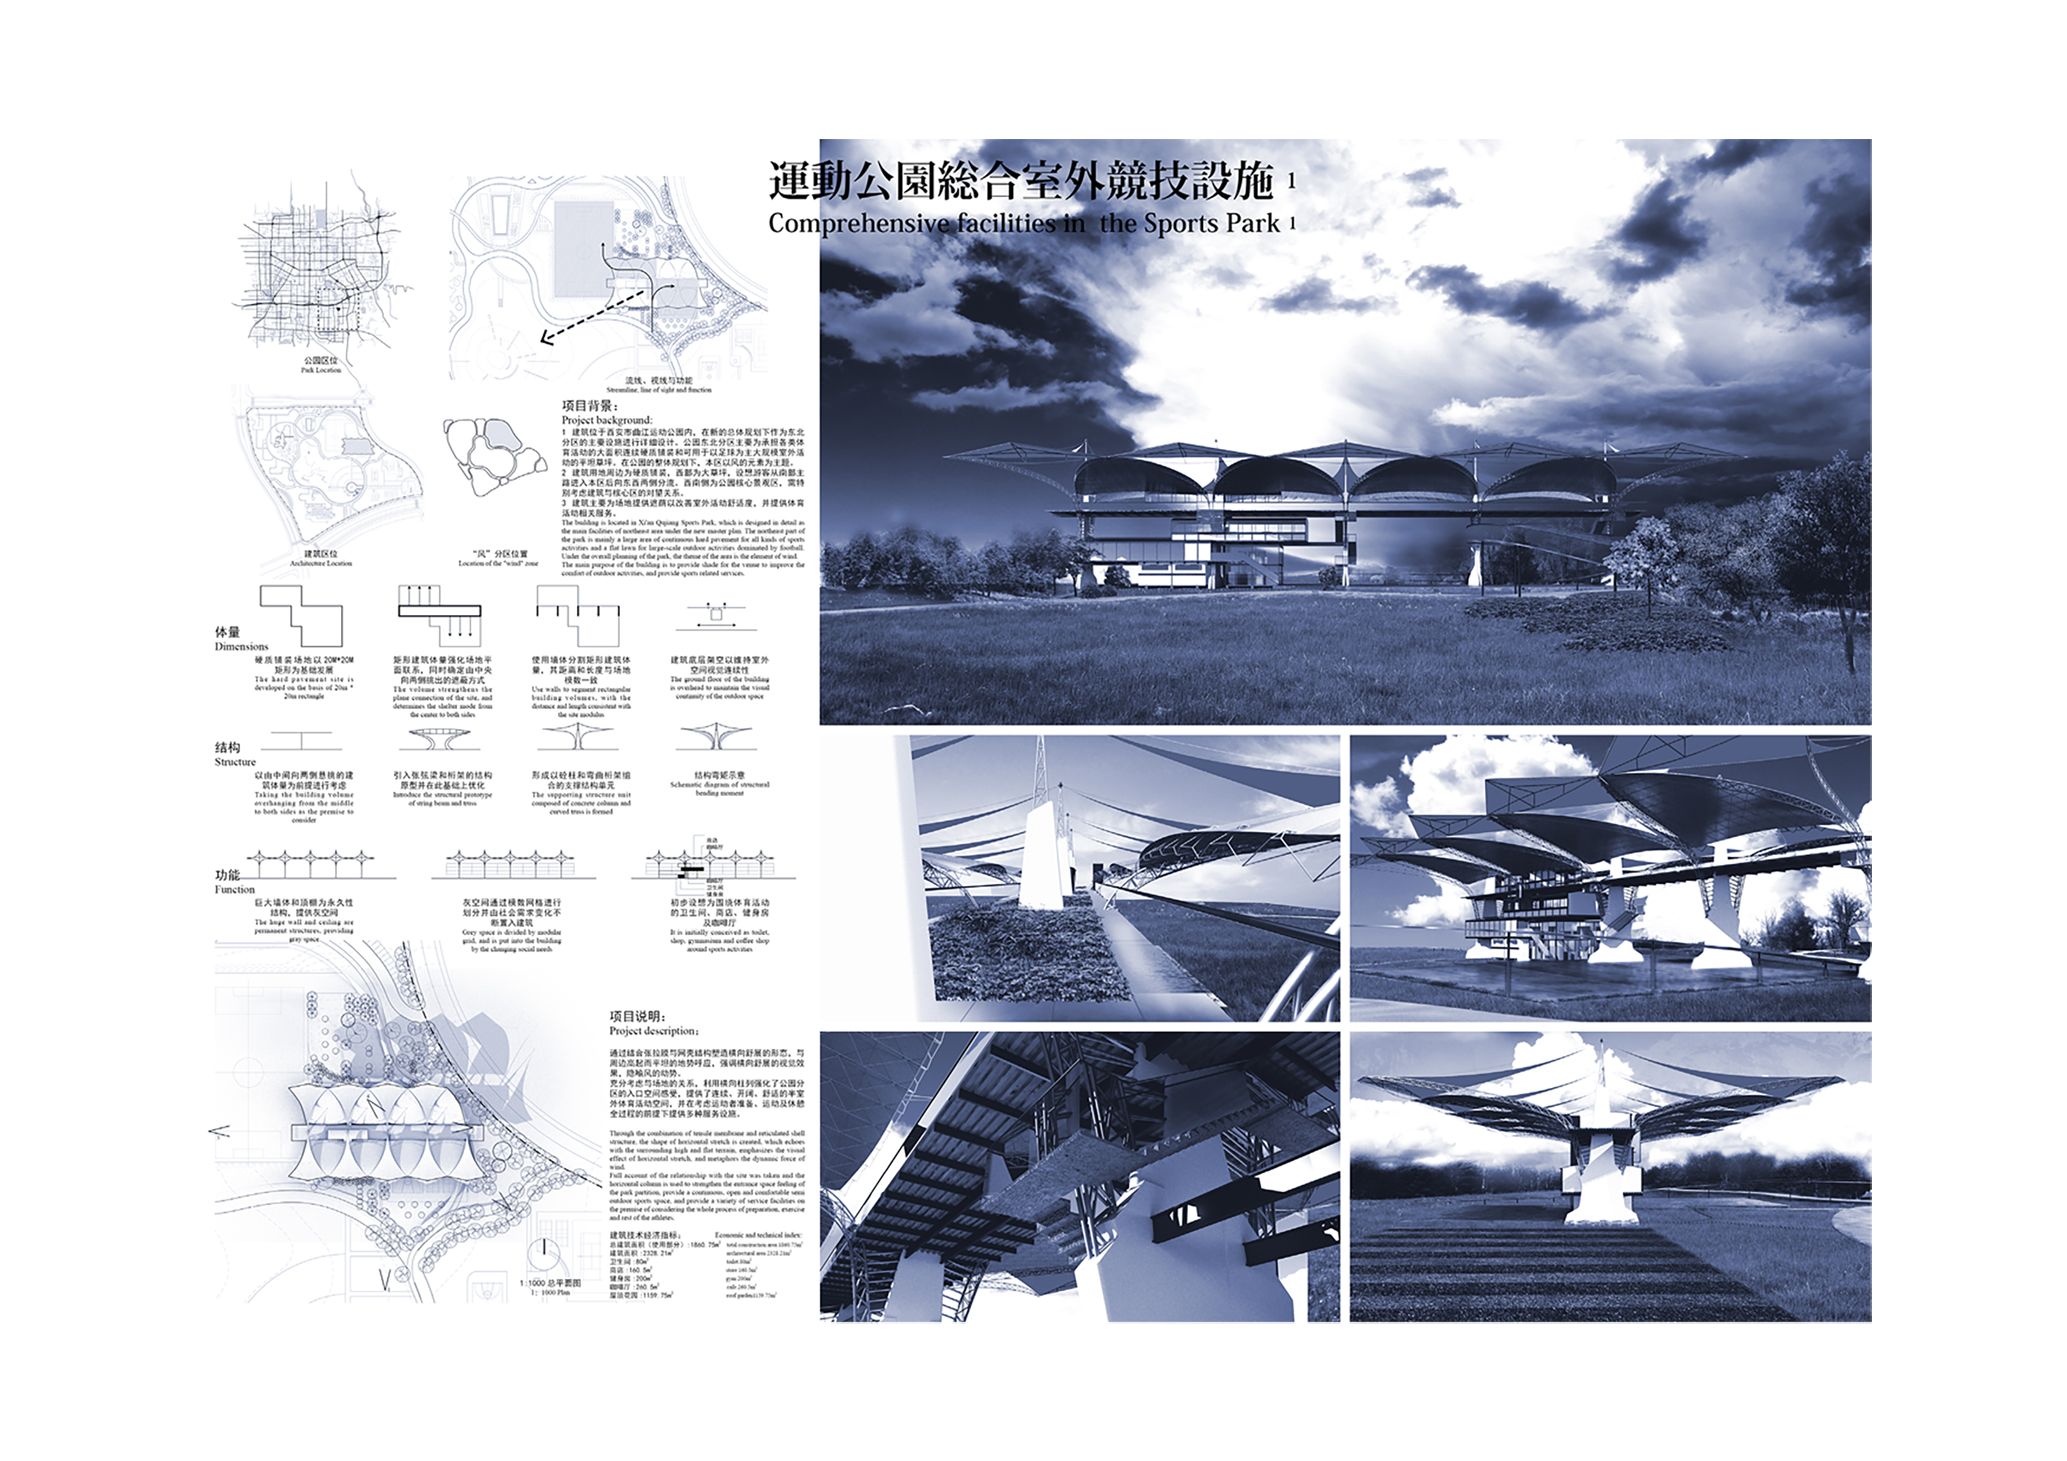 運動公園総合室外競技設施 1
Comprehensive facilities in the Sports Park 1
公园区位
Park Location
流线、视线与功能
Streamline, line of sight and function
建筑区位
Architecture Location
“风”分区位置
Location of the "wind" zone
项目背景：
Project background:
1 建筑位于西安市曲江运动公园内，在新的总体规划下作为东北
分区的主要设施进行详细设计。公园东北分区主要为承担各类体
育活动的大面积连续硬质铺装和可用于以足球为主大规模室外活
动的平坦草坪。在公园的整体规划下，本区以风的元素为主题。
2 建筑用地周边为硬质铺装，西部为大草坪，设想游客从南部主
路进入本区后向东西两侧分流。西南侧为公园核心景观区，需特
别考虑建筑与核心区的对望关系。
3 建筑主要为场地提供遮荫以改善室外活动舒适度，并提供体育
活动相关服务。
The building is located in Xi'an Qujiang Sports Park, which is designed in detail as
the main facilities of northeast area under the new master plan. The northeast part of
the park is mainly a large area of continuous hard pavement for all kinds of sports
activities and a flat lawn for large-scale outdoor activities dominated by football.
Under the overall planning of the park, the theme of the area is the element of wind.
The main purpose of the building is to provide shade for the venue to improve the
comfort of outdoor activities, and provide sports related services.
体量
Dimensions
硬质铺装场地以20M*20M
矩形为基础发展
The hard pavement site is
developed on the basis of 20m *
20m rectangle
矩形建筑体量强化场地平
面联系，同时确定由中央
向两侧挑出的遮蔽方式
The volume strengthens the
plane connection of the site, and
determines the shelter mode from
the center to both sides
使用墙体分割矩形建筑体
量，其距离和长度与场地
模数一致
Use walls to segment rectangular
building volumes, with the
distance and length consistent with
the site modulus
建筑底层架空以维持室外
空间视觉连续性
The ground floor of the building
is overhead to maintain the visual
continuity of the outdoor space
结构
Structure
以由中间向两侧悬挑的建
筑体量为前提进行考虑
Taking the building volume
overhanging from the middle
to both sides as the premise to
consider
引入张弦梁和桁架的结构
原型并在此基础上优化
Introduce the structural prototype
of string beam and truss
形成以砼柱和弯曲桁架组
合的支撑结构单元
The supporting structure unit
composed of concrete column and
curved truss is formed
结构弯矩示意
Schematic diagram of structural
bending moment
功能
Function
商店
咖啡厅
咖啡厅
卫生间
健身房
巨大墙体和顶棚为永久性
结构，提供灰空间
The huge wall and ceiling are
permanent structures, providing
gray space
灰空间通过模数网格进行
划分并由社会需求变化不
断置入建筑
Grey space is divided by modular
grid, and is put into the building
by the changing social needs
初步设想为围绕体育活动
的卫生间、商店、健身房
及咖啡厅
It is initially conceived as toilet,
shop, gymnasium and coffee shop
around sports activities
项目说明：
Project description:
通过结合张拉膜与网壳结构塑造横向舒展的形态，与
周边高起而平坦的地势呼应，强调横向舒展的视觉效
果，隐喻风的动势。
充分考虑与场地的关系，利用横向柱列强化了公园分
区的入口空间感受，提供了连续、开阔、舒适的半室
外体育活动空间，并在考虑运动者准备、运动及休憩
全过程的前提下提供多种服务设施。
Through the combination of tensile membrane and reticulated shell
structure, the shape of horizontal stretch is created, which echoes
with the surrounding high and flat terrain, emphasizes the visual
effect of horizontal stretch, and metaphors the dynamic force of
wind.
Full account of the relationship with the site was taken and the
horizontal column is used to strengthen the entrance space feeling of
the park partition, provide a continuous, open and comfortable semi
outdoor sports space, and provide a variety of service facilities on
the premise of considering the whole process of preparation, exercise
and rest of the athletes.
建筑技术经济指标： Economic and technical index:
总建筑面积（使用部分）:1860.75m² total construction area:1860.75m²
建筑面积:2328.21m² architectural area:2328.21m²
卫生间:80m² toilet:80m²
商店:160.5m² store:160.5m²
健身房:200m² gym:200m²
咖啡厅:260.5m² cafe:260.5m²
屋顶花园:1159.75m² roof garden:1159.75m²
1:1000 总平面图
1：1000 Plan